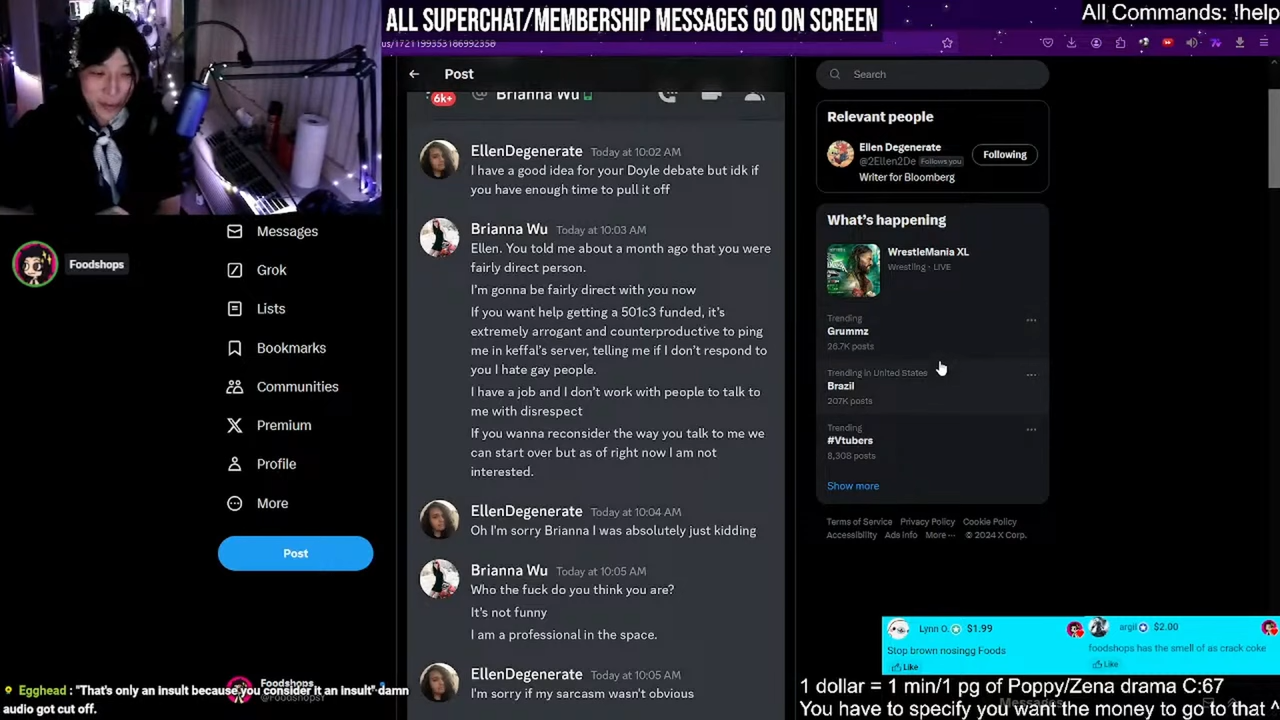 ALL SUPERCHAT/MEMBERSHIP MESSAGES GO ON SCREEN
All Commands: !help
us/1721199353186992358
Post
Search
6k+
@ Brianna Wu
EllenDegenerate Today at 10:02 AM
I have a good idea for your Doyle debate but idk if
you have enough time to pull it off
Brianna Wu Today at 10:03 AM
Ellen. You told me about a month ago that you were
fairly direct person.
I'm gonna be fairly direct with you now
If you want help getting a 501c3 funded, it's
extremely arrogant and counterproductive to ping
me in keffal's server, telling me if I don't respond to
you I hate gay people.
I have a job and I don't work with people to talk to
me with disrespect
If you wanna reconsider the way you talk to me we
can start over but as of right now I am not
interested.
EllenDegenerate Today at 10:04 AM
Oh I'm sorry Brianna I was absolutely just kidding
Brianna Wu Today at 10:05 AM
Who the fuck do you think you are?
It's not funny
I am a professional in the space.
EllenDegenerate Today at 10:05 AM
I'm sorry if my sarcasm wasn't obvious
Relevant people
Ellen Degenerate
@2Ellen2De Follows you
Following
Writer for Bloomberg
What's happening
WrestleMania XL
Wrestling · LIVE
Trending
Grummz
26.7K posts
Trending in United States
Brazil
207K posts
Trending
#Vtubers
8,308 posts
Show more
Terms of Service Privacy Policy Cookie Policy
Accessibility Ads info More ··· © 2024 X Corp.
Messages
Foodshops
Grok
Lists
Bookmarks
Communities
Premium
Profile
More
Post
Foodshops
Egghead : "That's only an insult because you consider it an insult" damn
audio got cut off.
Lynn O. $1.99
Stop brown nosingg Foods
Like
argil $2.00
foodshops has the smell of as crack coke
Like
1 dollar = 1 min/1 pg of Poppy/Zena drama C:67
You have to specify you want the money to go to that ^